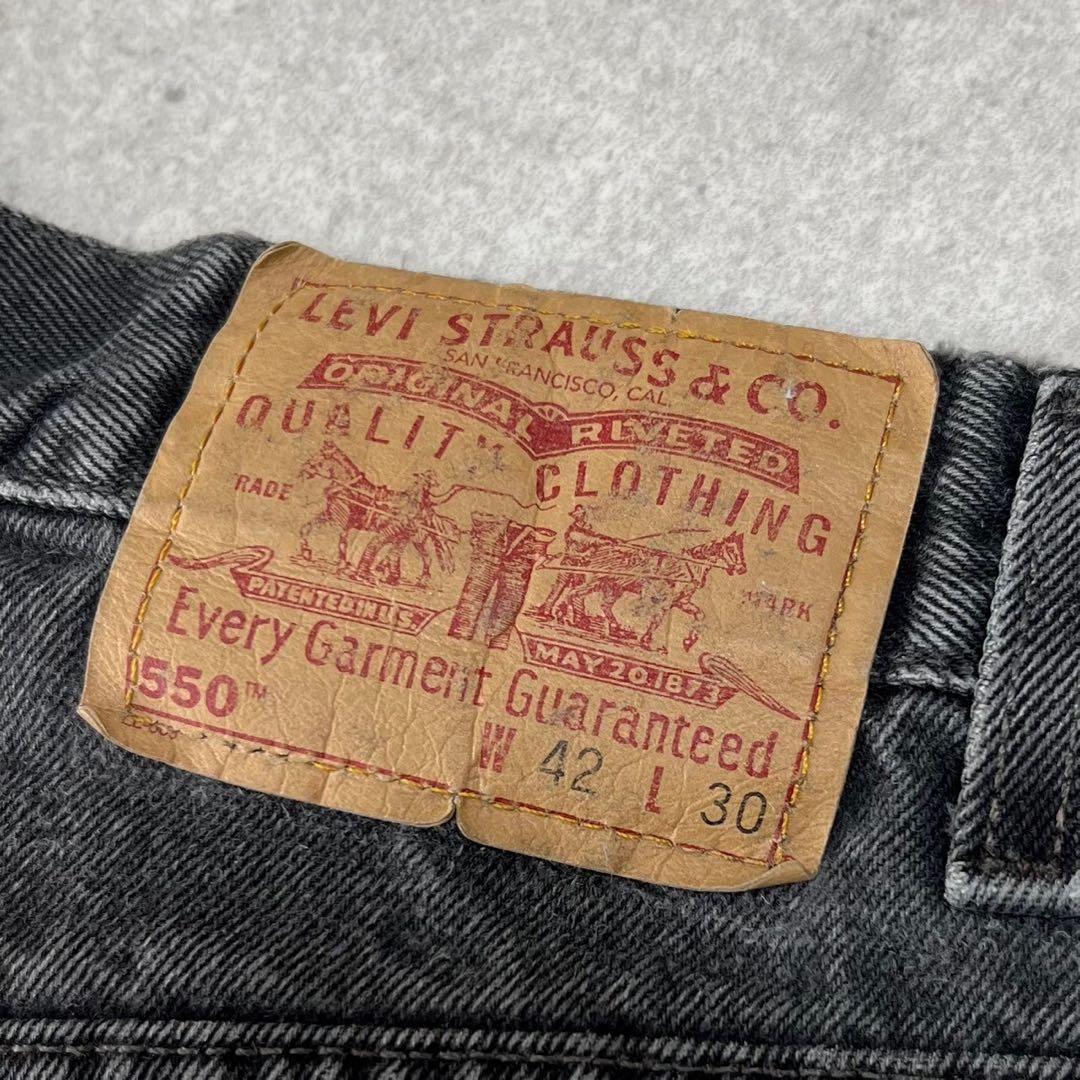 LEVI STRAUSS & CO.
SAN FRANCISCO, CAL
ORIGINAL RIVETED
QUALITY CLOTHING
TRADE MARK
PATENTED IN U.S.
MAY 20,1873
Every Garment Guaranteed
550™
W 42 L 30